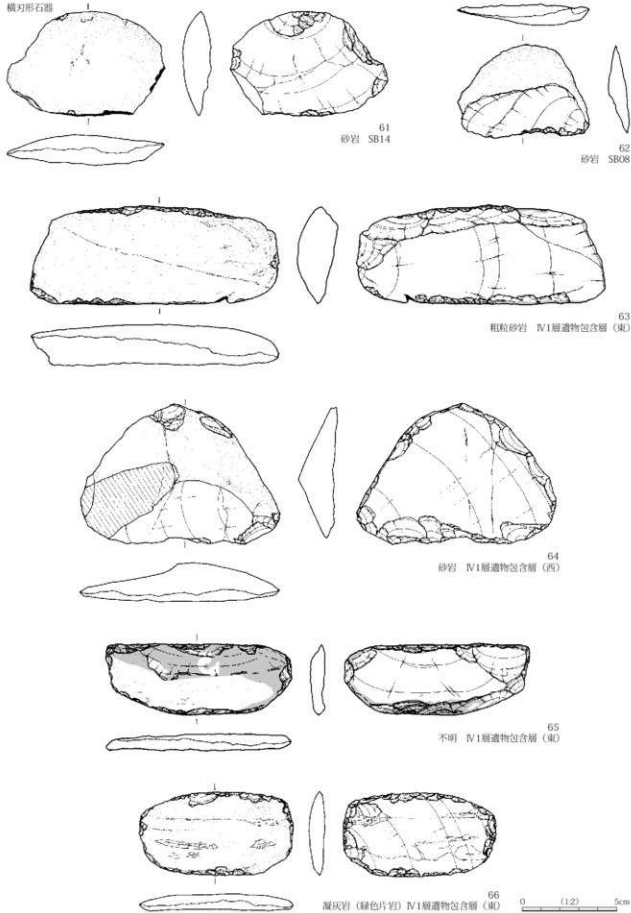 横刃形石器
61
砂岩 SB14
62
砂岩 SB08
63
粗粒砂岩 Ⅳ1層遺物包含層（東）
64
砂岩 Ⅳ1層遺物包含層（西）
65
不明 Ⅳ1層遺物包含層（東）
66
凝灰岩（緑色片岩）Ⅳ1層遺物包含層（東）
0 （1:2） 5cm